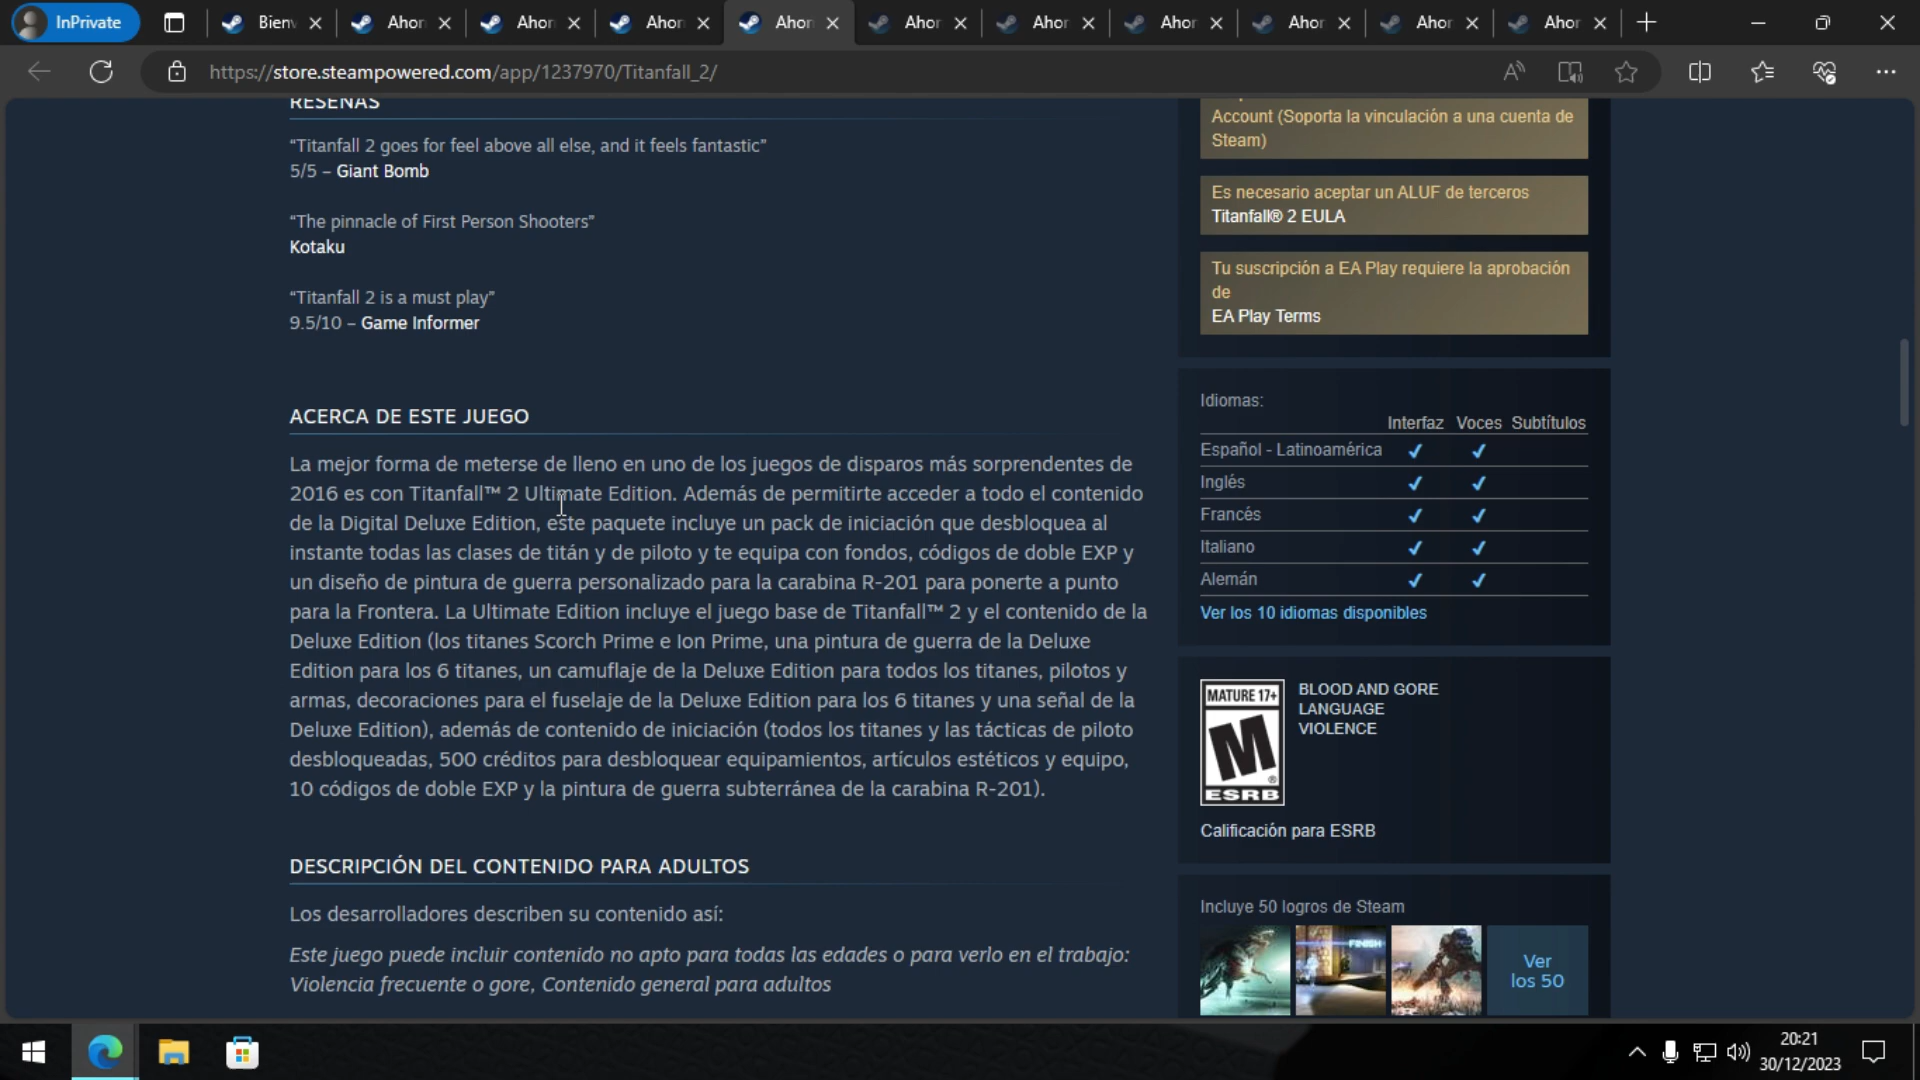 InPrivate
Bien
Ahor
Ahor
Ahor
Ahor
Ahor
Ahor
Ahor
Ahor
Ahor
Ahor
https://store.steampowered.com/app/1237970/Titanfall_2/
RESEÑAS
“Titanfall 2 goes for feel above all else, and it feels fantastic”
5/5 – Giant Bomb
“The pinnacle of First Person Shooters”
Kotaku
“Titanfall 2 is a must play”
9.5/10 – Game Informer
ACERCA DE ESTE JUEGO
La mejor forma de meterse de lleno en uno de los juegos de disparos más sorprendentes de
2016 es con Titanfall™ 2 Ultimate Edition. Además de permitirte acceder a todo el contenido
de la Digital Deluxe Edition, este paquete incluye un pack de iniciación que desbloquea al
instante todas las clases de titán y de piloto y te equipa con fondos, códigos de doble EXP y
un diseño de pintura de guerra personalizado para la carabina R-201 para ponerte a punto
para la Frontera. La Ultimate Edition incluye el juego base de Titanfall™ 2 y el contenido de la
Deluxe Edition (los titanes Scorch Prime e Ion Prime, una pintura de guerra de la Deluxe
Edition para los 6 titanes, un camuflaje de la Deluxe Edition para todos los titanes, pilotos y
armas, decoraciones para el fuselaje de la Deluxe Edition para los 6 titanes y una señal de la
Deluxe Edition), además de contenido de iniciación (todos los titanes y las tácticas de piloto
desbloqueadas, 500 créditos para desbloquear equipamientos, artículos estéticos y equipo,
10 códigos de doble EXP y la pintura de guerra subterránea de la carabina R-201).
DESCRIPCIÓN DEL CONTENIDO PARA ADULTOS
Los desarrolladores describen su contenido así:
Este juego puede incluir contenido no apto para todas las edades o para verlo en el trabajo:
Violencia frecuente o gore, Contenido general para adultos
Account (Soporta la vinculación a una cuenta de
Steam)
Es necesario aceptar un ALUF de terceros
Titanfall® 2 EULA
Tu suscripción a EA Play requiere la aprobación
de
EA Play Terms
Idiomas:
Interfaz Voces Subtítulos
Español - Latinoamérica
Inglés
Francés
Italiano
Alemán
Ver los 10 idiomas disponibles
MATURE 17+
M
®
ESRB
BLOOD AND GORE
LANGUAGE
VIOLENCE
Calificación para ESRB
Incluye 50 logros de Steam
FINISH
Ver
los 50
20:21
30/12/2023